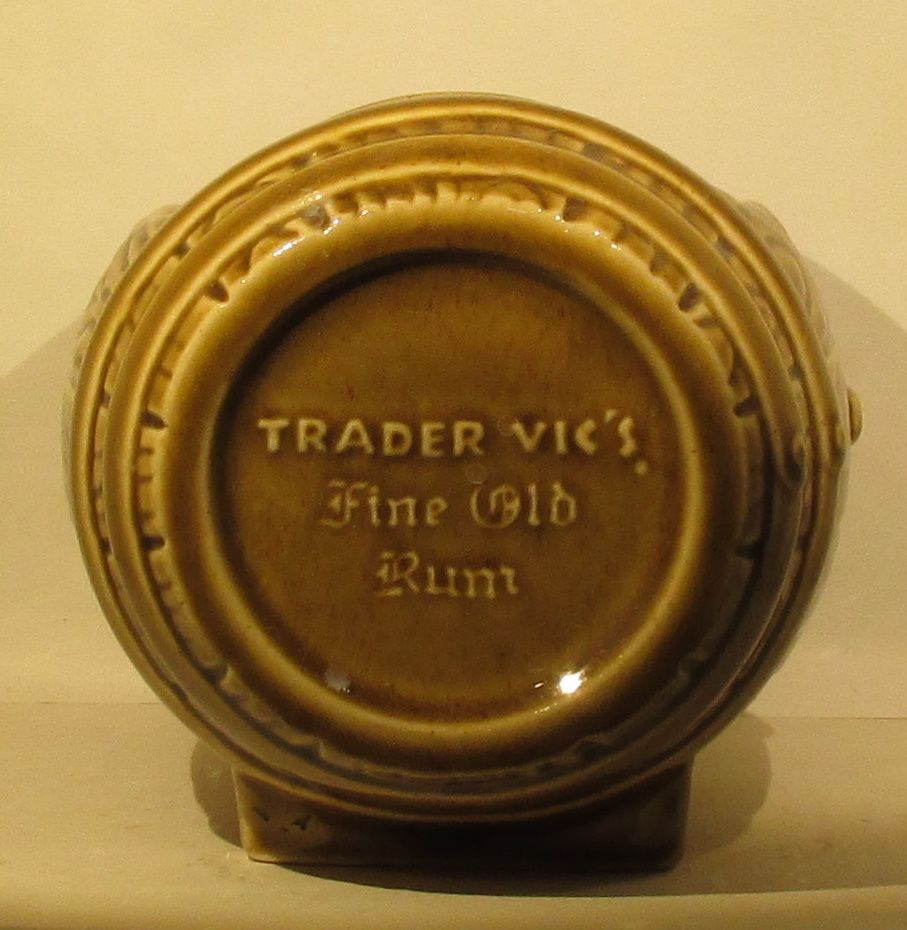 TRADER VIC'S.
Fine Old
Rum